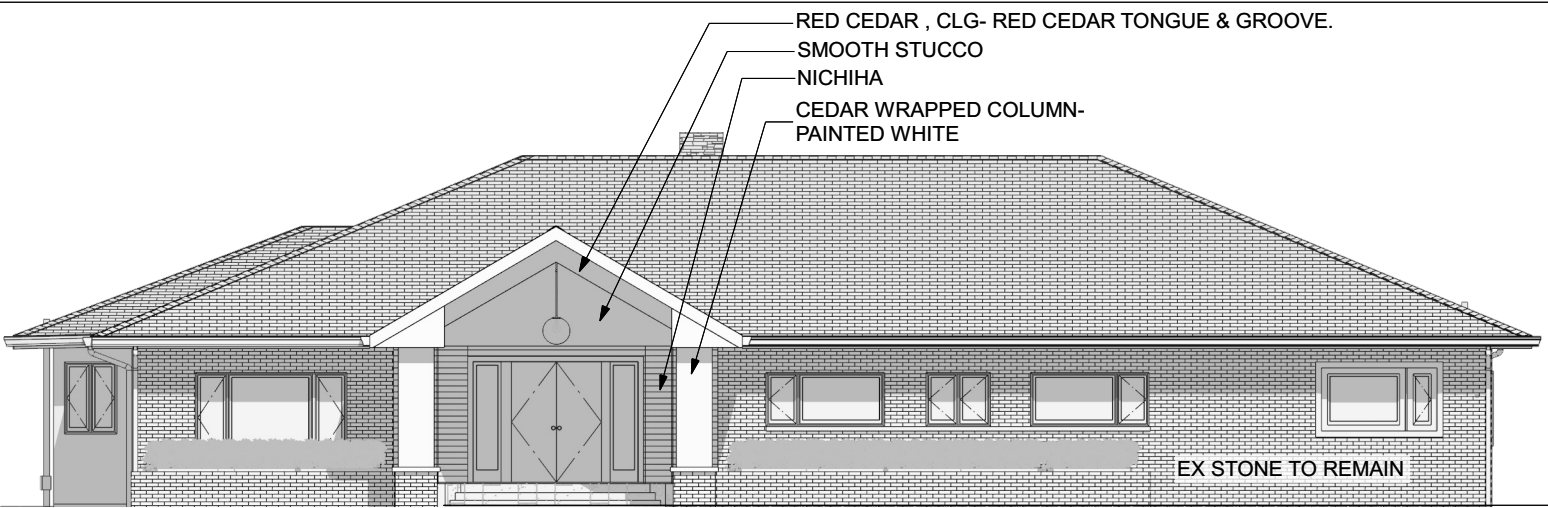 RED CEDAR , CLG- RED CEDAR TONGUE & GROOVE.
SMOOTH STUCCO
NICHIHA
CEDAR WRAPPED COLUMN-
PAINTED WHITE
EX STONE TO REMAIN